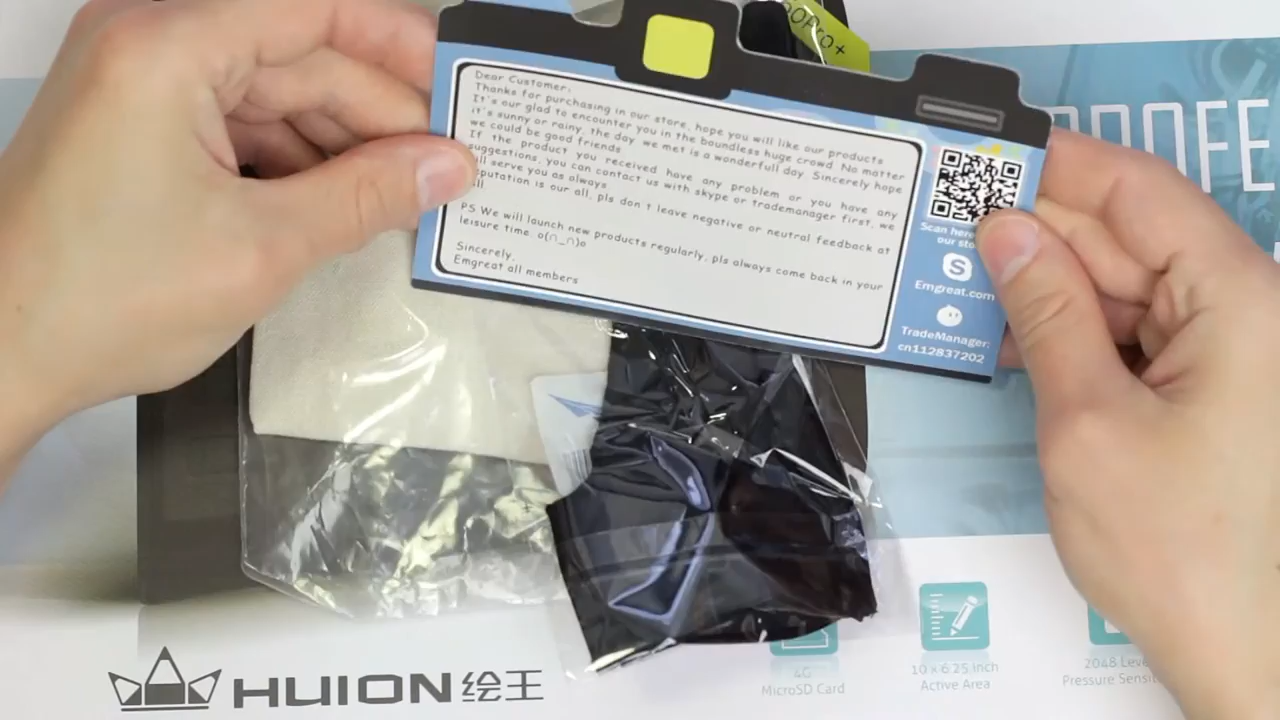 60Pro+
Dear Customer:
Thanks for purchasing in our store, hope you will like our products
It's our glad to encounter you in the boundless huge crowd. No matter
it's sunny or rainy, the day we met is a wonderfull day. Sincerely hope
we could be good friends
If the product you received have any problem or you have any
suggestions, you can contact us with skype or trademanager first, we
serve you as always
is our all, pls don't leave negative or neutral feedback at
PS We will launch new products regularly, pls always come back in your
leisure time. o(∩_∩)o
Sincerely,
Emgreat all members
Scan
our
Emgreat.com
TradeManager:
cn112837202
HUION 绘王
4G
MicroSD Card
10 x 6.25 Inch
Active Area
2048
Pressure